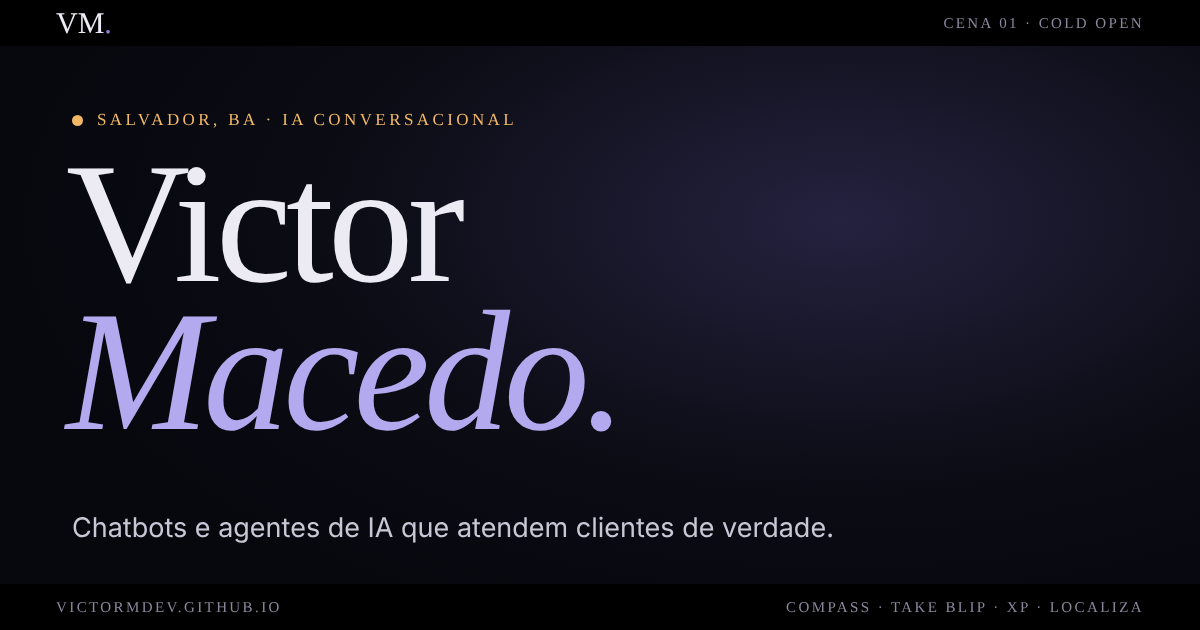 VM.
CENA 01 · COLD OPEN
SALVADOR, BA · IA CONVERSACIONAL
Victor
Macedo.
Chatbots e agentes de IA que atendem clientes de verdade.
VICTORMDEV.GITHUB.IO
COMPASS · TAKE BLIP · XP · LOCALIZA